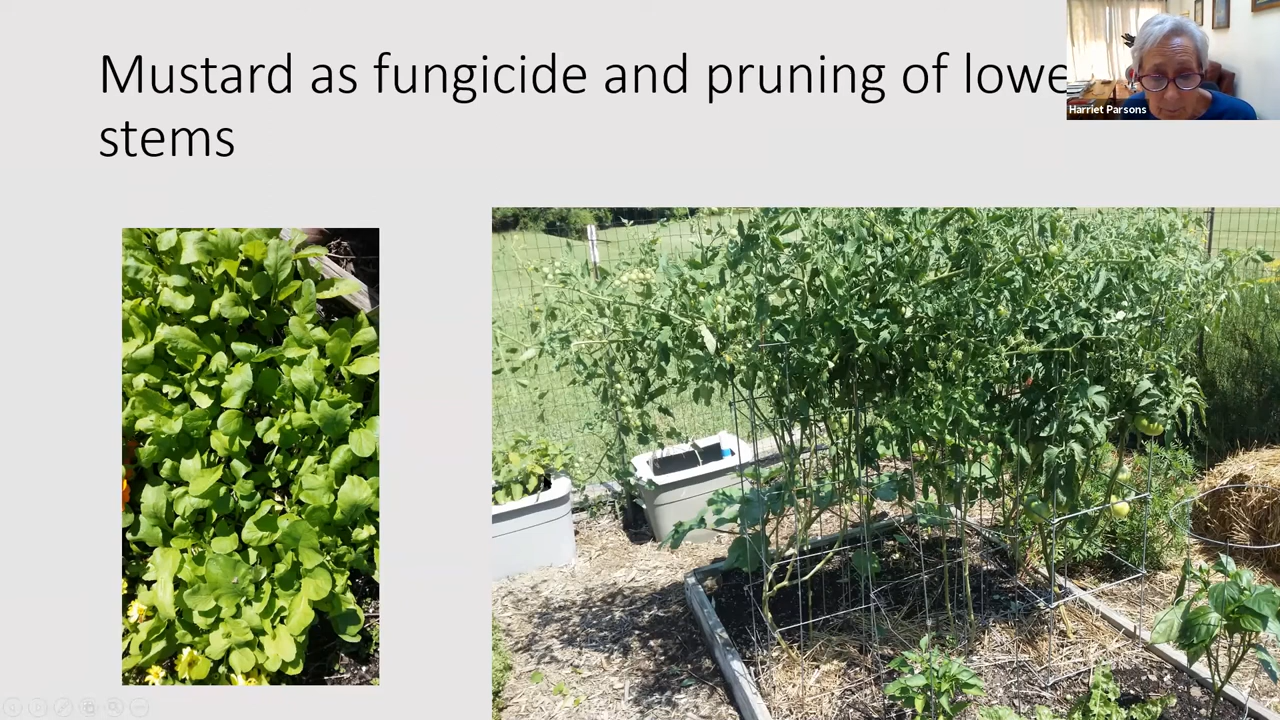 Mustard as fungicide and pruning of lowe
stems
Harriet Parsons